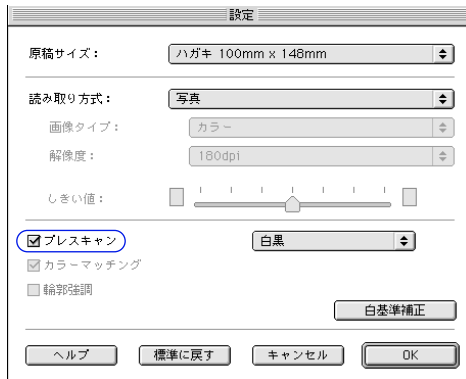 設定
原稿サイズ： ハガキ 100mm x 148mm
読み取り方式： 写真
画像タイプ： カラー
解像度： 180dpi
しきい値：
プレスキャン 白黒
カラーマッチング
輪郭強調
白基準補正
ヘルプ 標準に戻す キャンセル OK